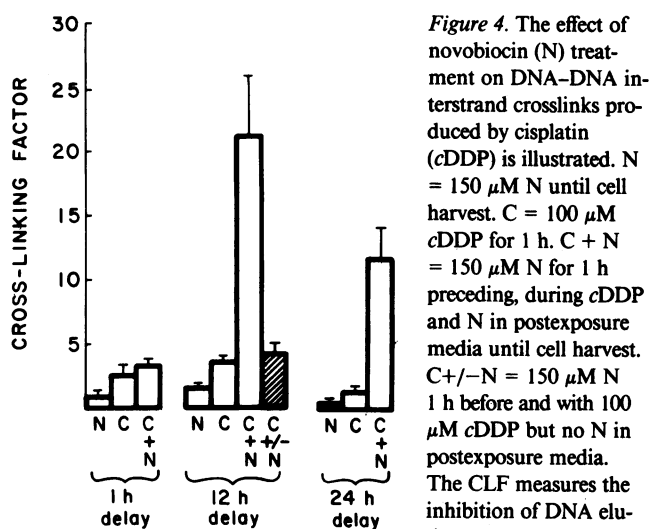 CROSS-LINKING FACTOR
30
25
20
15
10
5
N C C + N
N C C + N C +/- N
N C C + N
1 h delay
12 h delay
24 h delay
Figure 4. The effect of
novobiocin (N) treat-
ment on DNA–DNA in-
terstrand crosslinks pro-
duced by cisplatin
(cDDP) is illustrated. N
= 150 μM N until cell
harvest. C = 100 μM
cDDP for 1 h. C + N
= 150 μM N for 1 h
preceding, during cDDP
and N in postexposure
media until cell harvest.
C+/−N = 150 μM N
1 h before and with 100
μM cDDP but no N in
postexposure media.
The CLF measures the
inhibition of DNA elu-